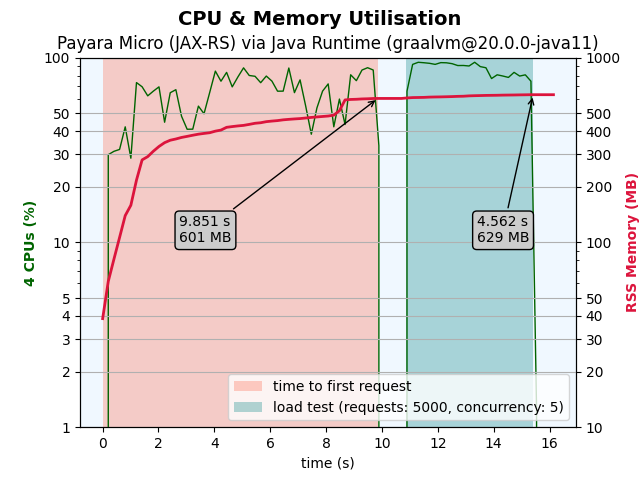 CPU & Memory Utilisation
Payara Micro (JAX-RS) via Java Runtime (graalvm@20.0.0-java11)
100
50
40
30
20
10
5
4
3
2
1
4 CPUs (%)
1000
500
400
300
200
100
50
40
30
20
10
RSS Memory (MB)
9.851 s
601 MB
4.562 s
629 MB
time to first request
load test (requests: 5000, concurrency: 5)
0 2 4 6 8 10 12 14 16
time (s)